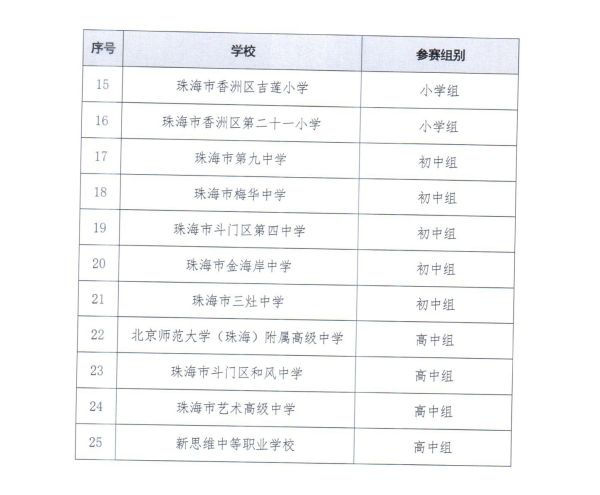 序号 学校 参赛组别
15 珠海市香洲区吉莲小学 小学组
16 珠海市香洲区第二十一小学 小学组
17 珠海市第九中学 初中组
18 珠海市梅华中学 初中组
19 珠海市斗门区第四中学 初中组
20 珠海市金海岸中学 初中组
21 珠海市三灶中学 初中组
22 北京师范大学（珠海）附属高级中学 高中组
23 珠海市斗门区和风中学 高中组
24 珠海市艺术高级中学 高中组
25 新思维中等职业学校 高中组